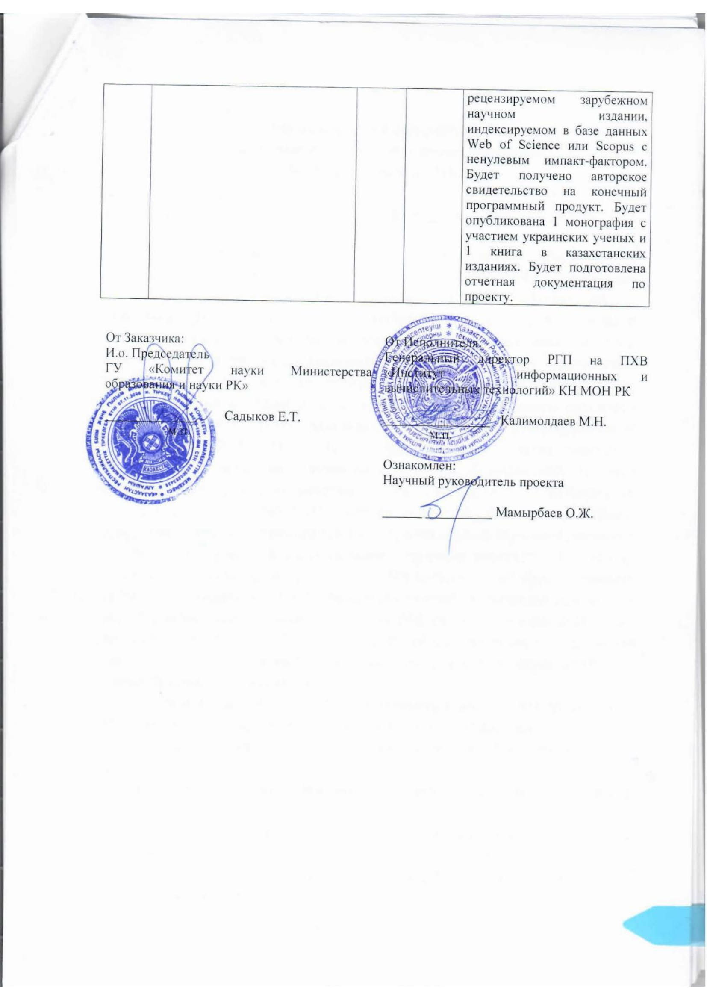 рецензируемом зарубежном
научном издании,
индексируемом в базе данных
Web of Science или Scopus с
ненулевым импакт-фактором.
Будет получено авторское
свидетельство на конечный
программный продукт. Будет
опубликована 1 монография с
участием украинских ученых и
1 книга в казахстанских
изданиях. Будет подготовлена
отчетная документация по
проекту.
От Заказчика:
И.о. Председатель
ГУ «Комитет науки Министерства
образования и науки РК»
Садыков Е.Т.
м.п.
От Исполнителя:
Генеральный директор РГП на ПХВ
«Институт информационных и
вычислительных технологий» КН МОН РК
Калимолдаев М.Н.
м.п.
Ознакомлен:
Научный руководитель проекта
Мамырбаев О.Ж.